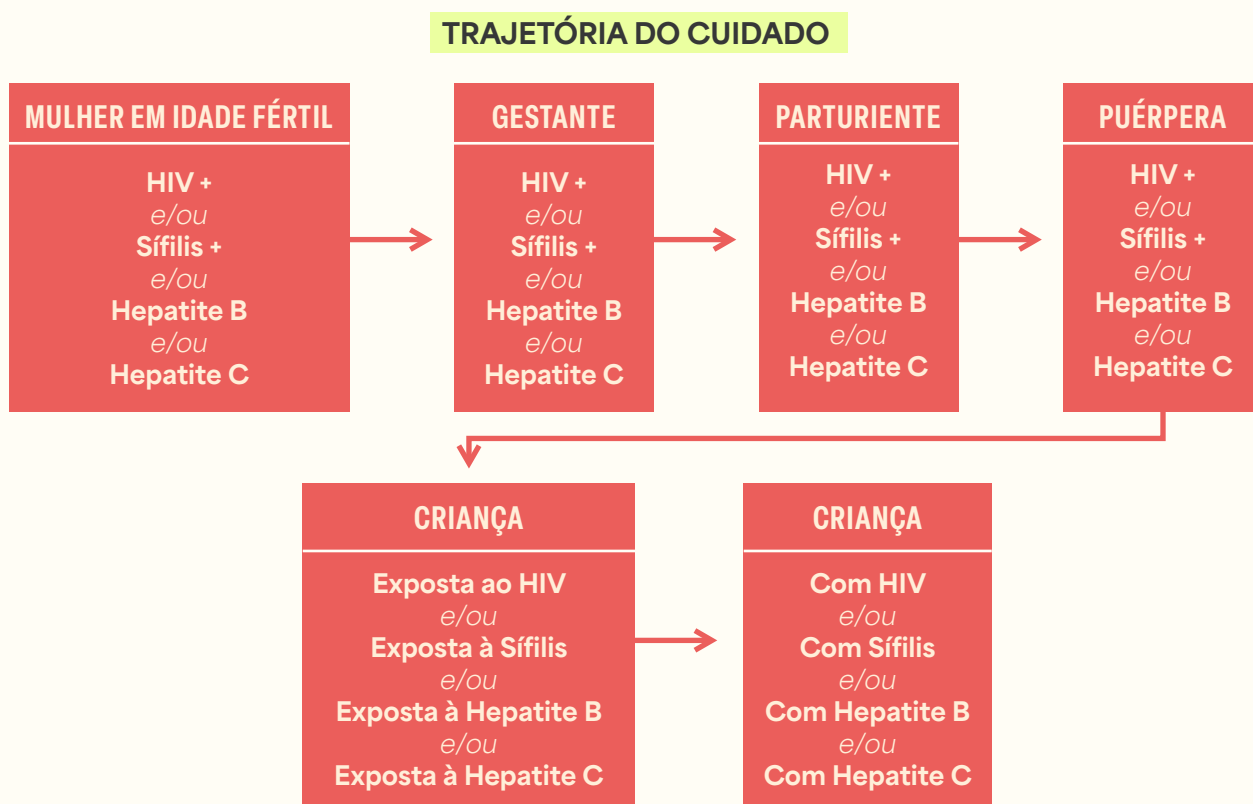 TRAJETÓRIA DO CUIDADO
MULHER EM IDADE FÉRTIL
HIV +
e/ou
Sífilis +
e/ou
Hepatite B
e/ou
Hepatite C
GESTANTE
HIV +
e/ou
Sífilis +
e/ou
Hepatite B
e/ou
Hepatite C
PARTURIENTE
HIV +
e/ou
Sífilis +
e/ou
Hepatite B
e/ou
Hepatite C
PUÉRPERA
HIV +
e/ou
Sífilis +
e/ou
Hepatite B
e/ou
Hepatite C
CRIANÇA
Exposta ao HIV
e/ou
Exposta à Sífilis
e/ou
Exposta à Hepatite B
e/ou
Exposta à Hepatite C
CRIANÇA
Com HIV
e/ou
Com Sífilis
e/ou
Com Hepatite B
e/ou
Com Hepatite C